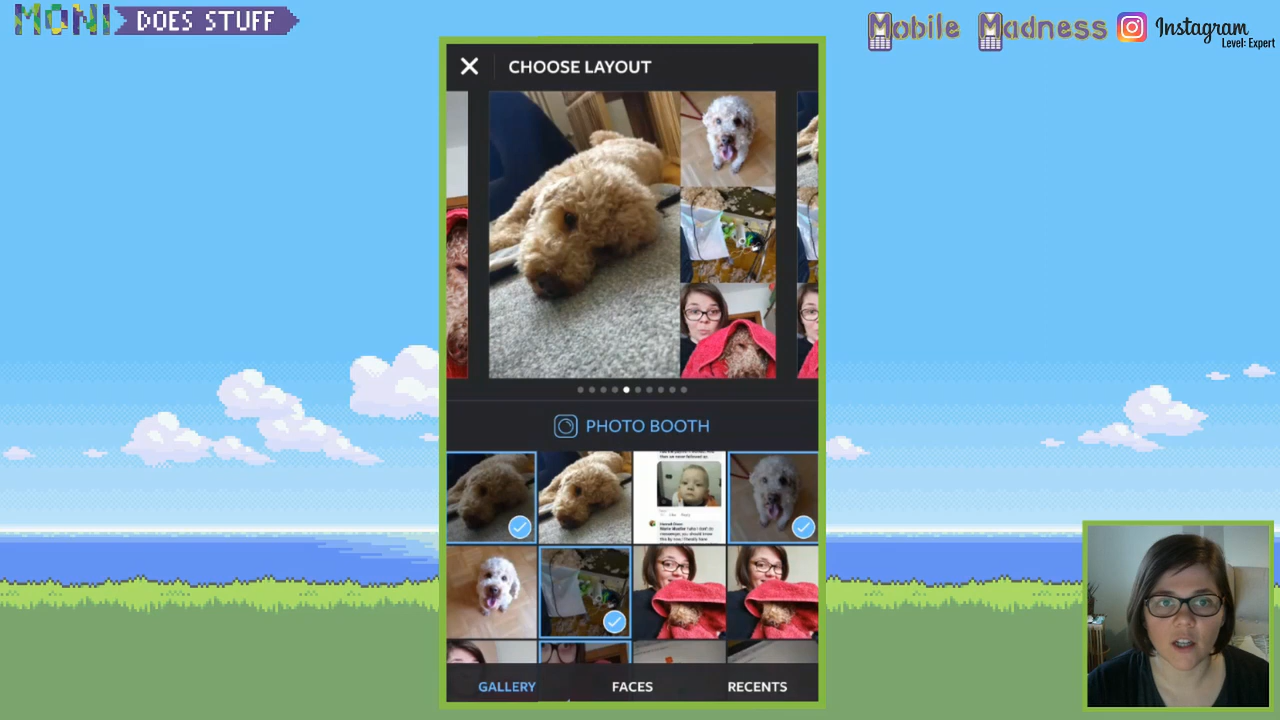 MONI DOES STUFF
Mobile Madness Instagram
Level: Expert
CHOOSE LAYOUT
PHOTO BOOTH
GALLERY
FACES
RECENTS